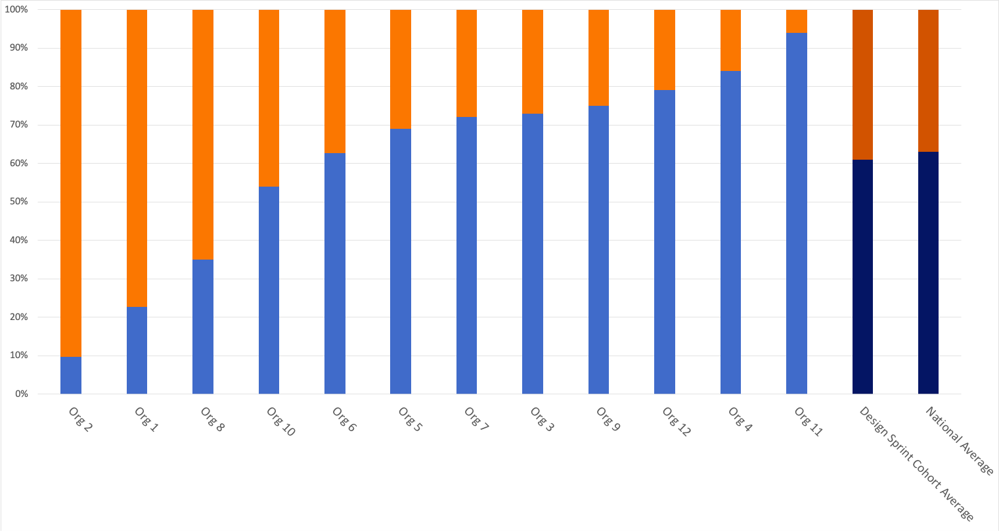 100%
90%
80%
70%
60%
50%
40%
30%
20%
10%
0%
Org 2
Org 1
Org 8
Org 10
Org 6
Org 5
Org 7
Org 3
Org 9
Org 12
Org 4
Org 11
Design Sprint Cohort Average
National Average